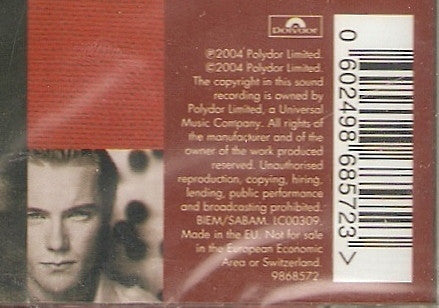 Polydor
℗2004 Polydor Limited.
©2004 Polydor Limited.
The copyright in this sound
recording is owned by
Polydor Limited, a Universal
Music Company. All rights of
the manufacturer and of the
owner of the work produced
reserved. Unauthorised
reproduction, copying, hiring,
lending, public performance
and broadcasting prohibited.
BIEM/SABAM. LC00309.
Made in the EU. Not for sale
in the European Economic
Area or Switzerland.
9868572
0 602498 685723 >